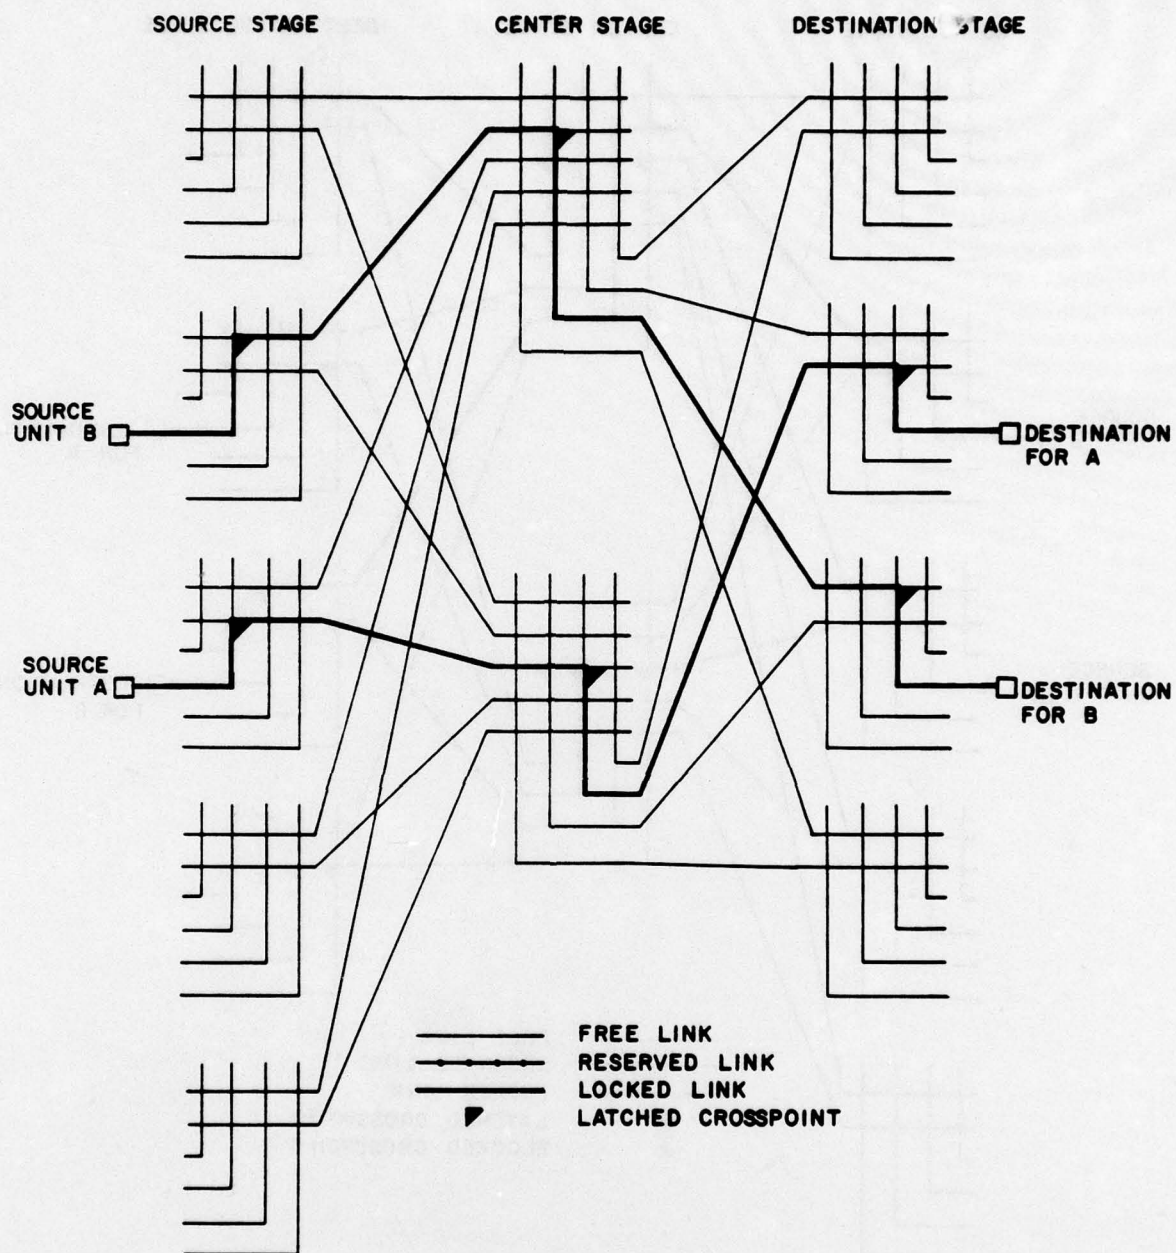 SOURCE STAGE
CENTER STAGE
DESTINATION STAGE
SOURCE
UNIT B
DESTINATION
FOR A
SOURCE
UNIT A
DESTINATION
FOR B
FREE LINK
RESERVED LINK
LOCKED LINK
LATCHED CROSSPOINT